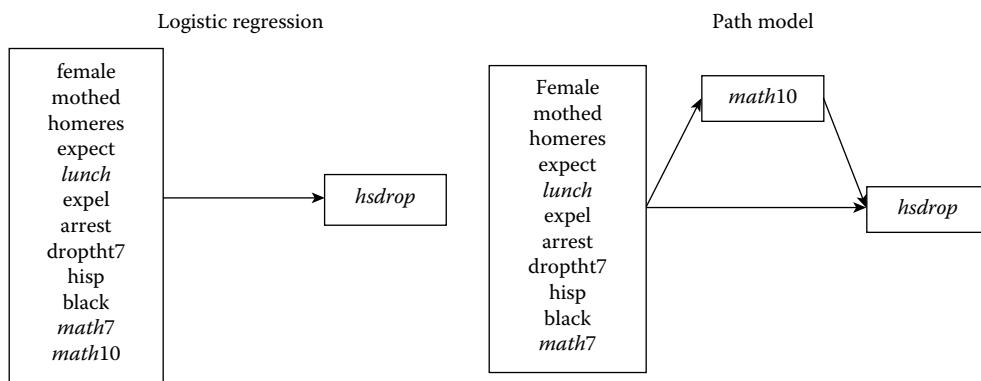 Logistic regression
female
mothed
homeres
expect
lunch
expel
arrest
droptht7
hisp
black
math7
math10
hsdrop
Path model
Female
mothed
homeres
expect
lunch
expel
arrest
droptht7
hisp
black
math7
math10
hsdrop